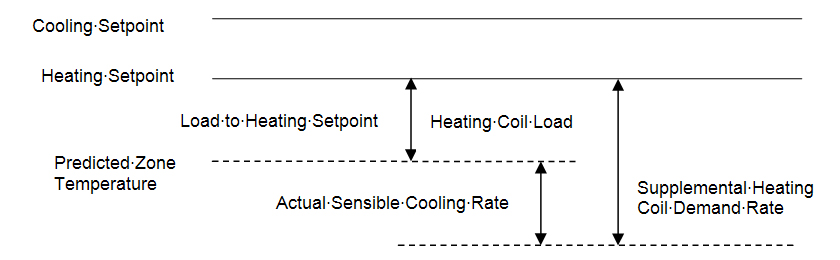 Cooling·Setpoint
Heating·Setpoint
Load·to·Heating·Setpoint
Heating·Coil·Load
Predicted·Zone
Temperature
Actual·Sensible·Cooling·Rate
Supplemental·Heating
Coil·Demand·Rate